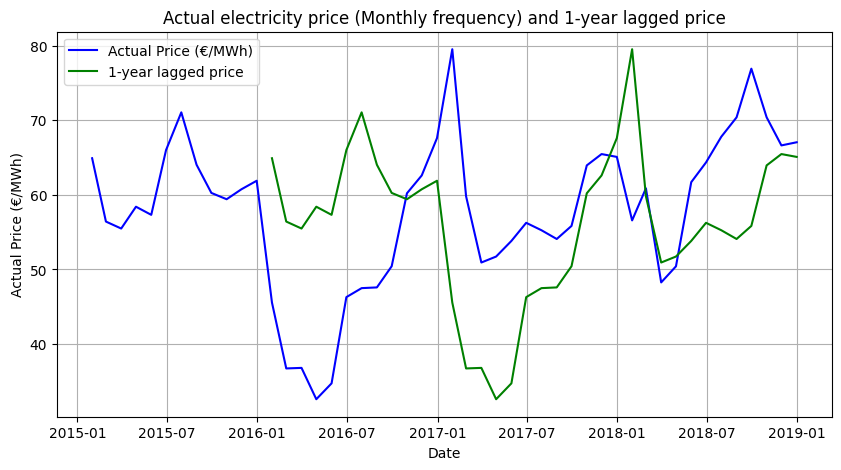 Actual electricity price (Monthly frequency) and 1-year lagged price
Actual Price (€/MWh)
1-year lagged price
80
70
60
50
40
Actual Price (€/MWh)
2015-01
2015-07
2016-01
2016-07
2017-01
2017-07
2018-01
2018-07
2019-01
Date